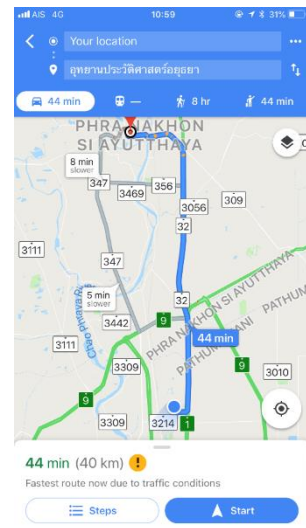 AIS 4G 10:59 31%
Your location
อุทยานประวัติศาสตร์อยุธยา
44 min — 8 hr 44 min
PHRA NAKHON
SI AYUTTHAYA
8 min
slower
347
3469
356
309
3056
32
3111
347
5 min
slower
32
PHRA NAKHON SI AYUTTHAYA
PATHUM THANI
Chao Phraya R
3442
9
44 min
3111
3309
9
9
3010
3309
3214
1
44 min (40 km)
Fastest route now due to traffic conditions
Steps
Start